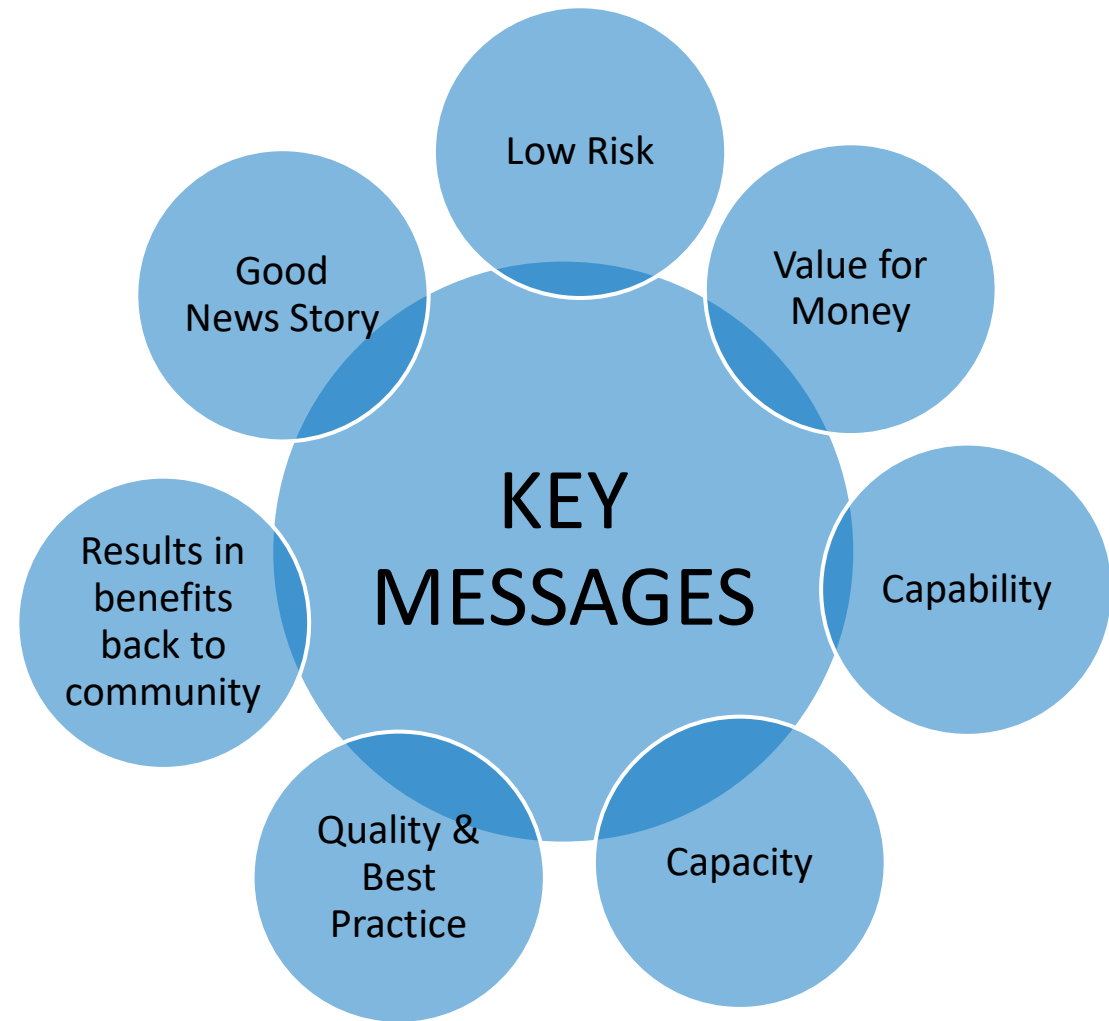 Low Risk
Value for
Money
Capability
Capacity
Quality &
Best
Practice
Results in
benefits
back to
community
Good
News Story
KEY
MESSAGES